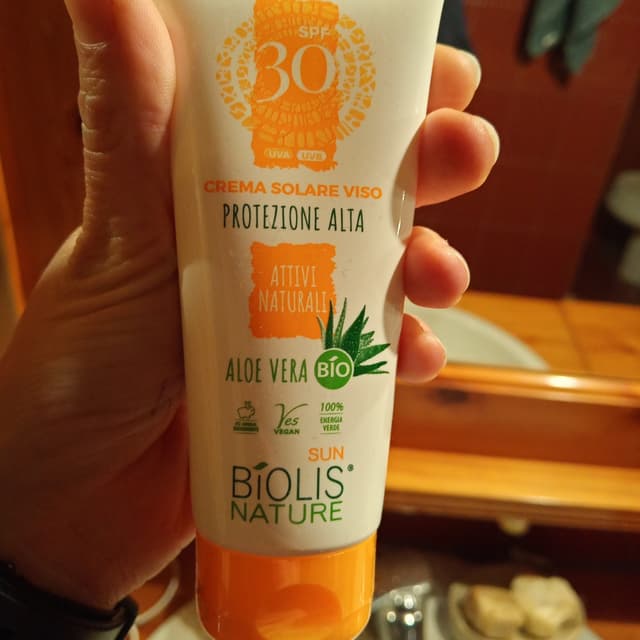 SPF
30
UVA UVB
CREMA SOLARE VISO
PROTEZIONE ALTA
ATTIVI
NATURALI
ALOE VERA BIO
Yes
VEGAN
100%
ENERGIA
VERDE
SUN
BiOLIS®
NATURE